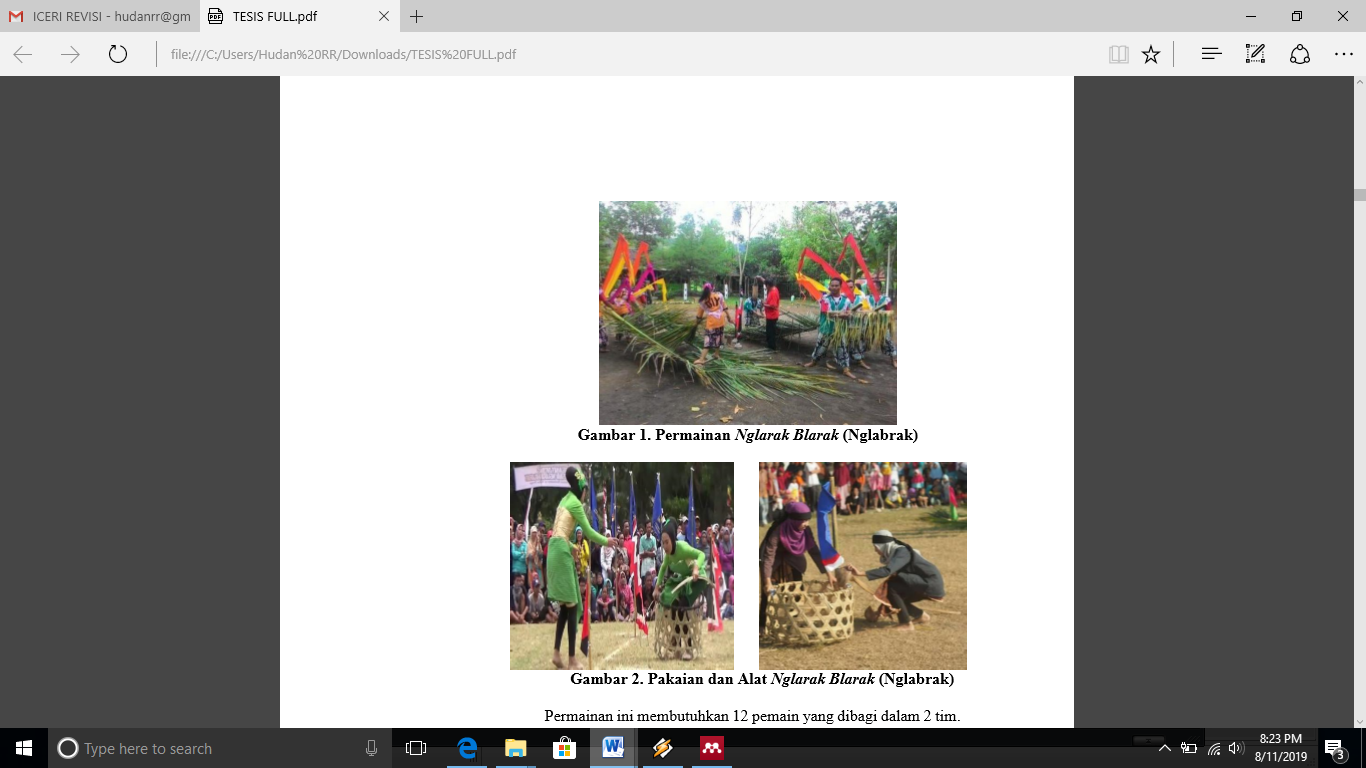 ICERI REVISI - hudanrr@gm
TESIS FULL.pdf
file:///C:/Users/Hudan%20RR/Downloads/TESIS%20FULL.pdf
Gambar 1. Permainan Nglarak Blarak (Nglabrak)
Gambar 2. Pakaian dan Alat Nglarak Blarak (Nglabrak)
Permainan ini membutuhkan 12 pemain yang dibagi dalam 2 tim.
Type here to search
8:23 PM
8/11/2019
3